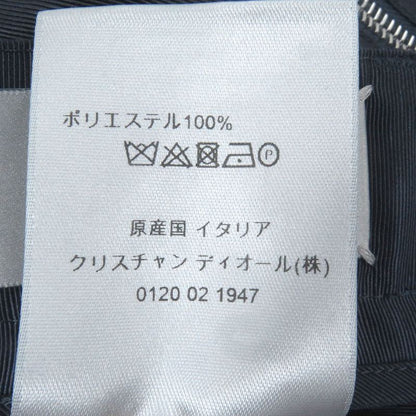 ポリエステル100%
P
原産国 イタリア
クリスチャン ディオール(株)
0120 02 1947